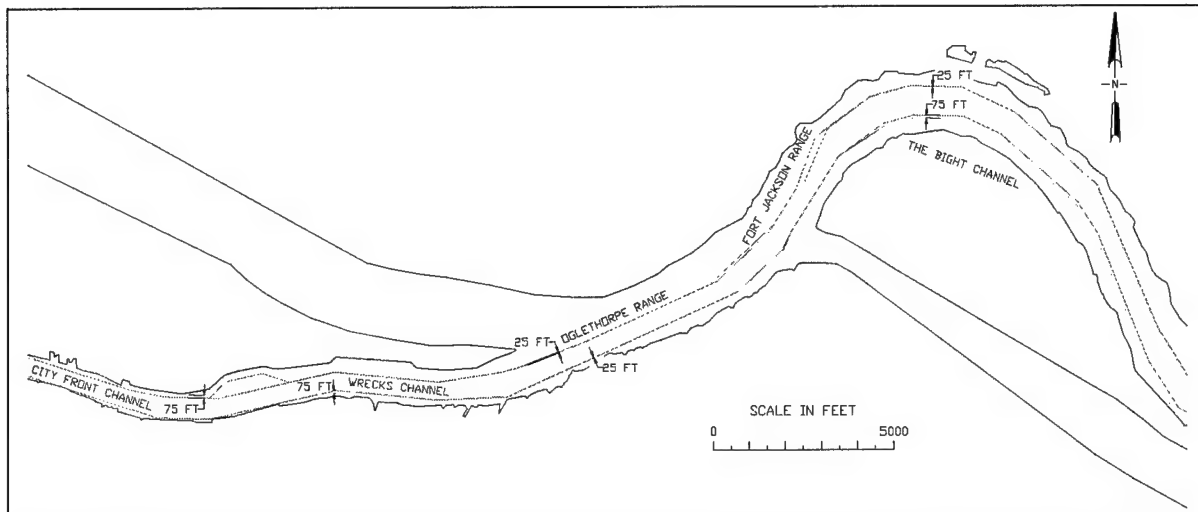 25 FT
N
75 FT
THE BIGHT CHANNEL
FORT JACKSON RANGE
OGLETHORPE RANGE
25 FT
25 FT
CITY FRONT CHANNEL
75 FT
75 FT
WRECKS CHANNEL
SCALE IN FEET
0 5000